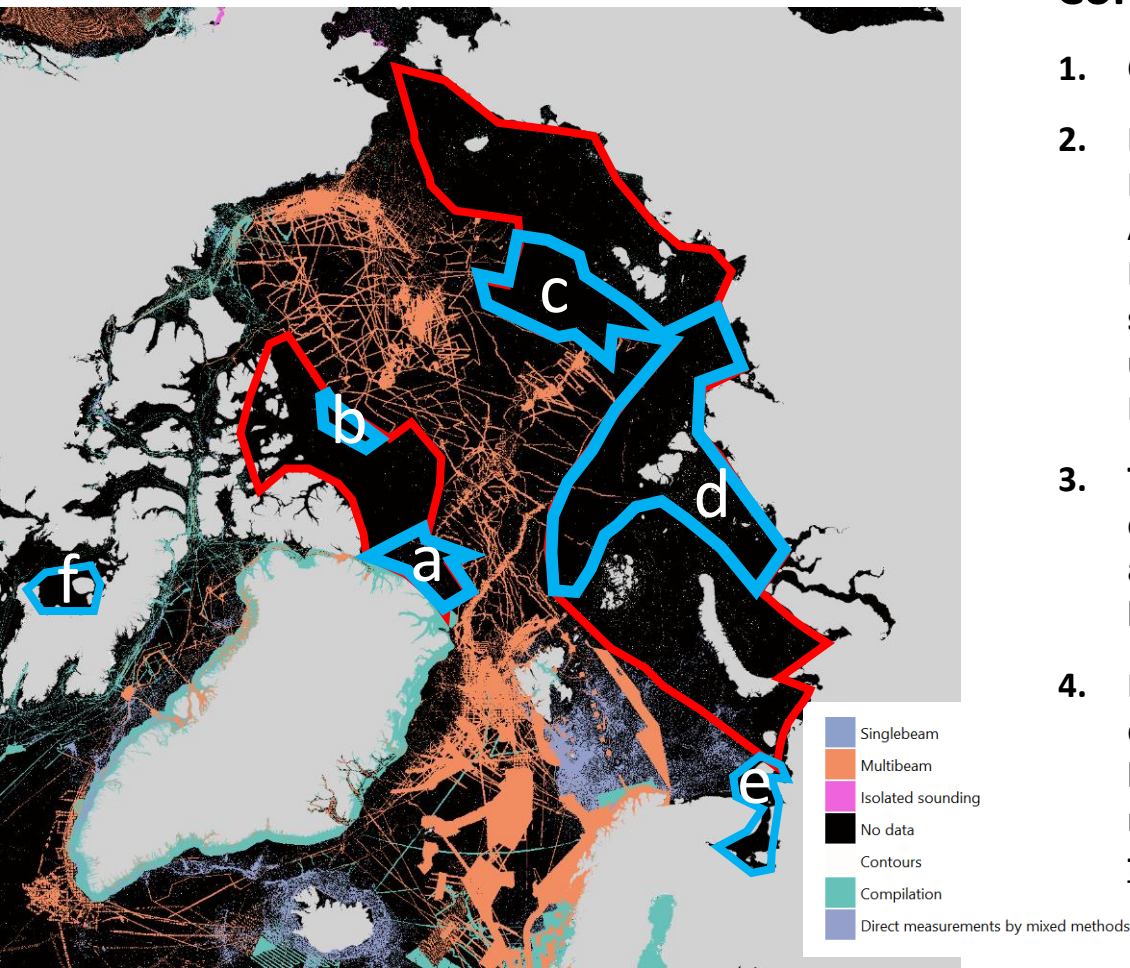 1.
2.
3.
4.
c
b
d
a
f
e
Singlebeam
Multibeam
Isolated sounding
No data
Contours
Compilation
Direct measurements by mixed methods